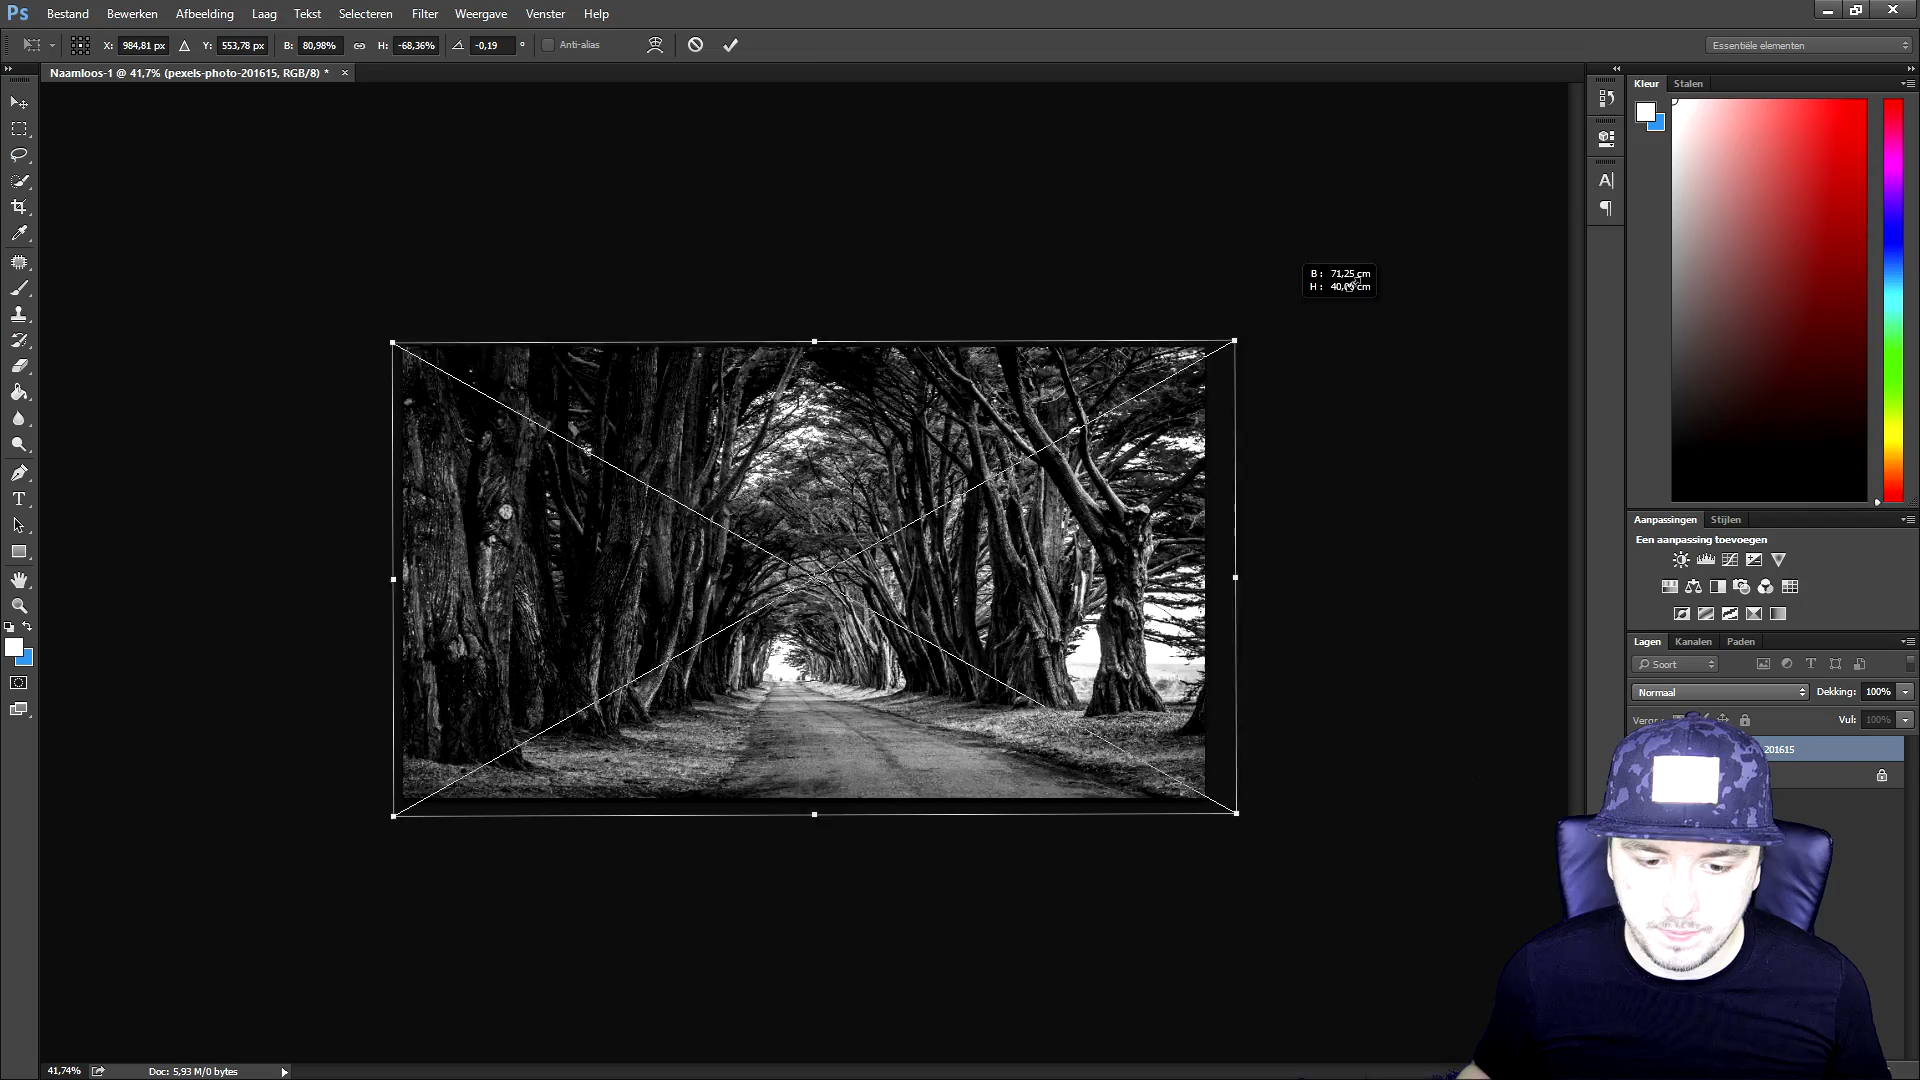 Ps Bestand Bewerken Afbeelding Laag Tekst Selecteren Filter Weergave Venster Help
X: 984,81 px Y: 553,78 px B: 80,98% H: -68,36% -0,19 ° Anti-alias Essentiële elementen
Naamloos-1 @ 41,7% (pexels-photo-201615, RGB/8) * ×
Kleur Stalen
B : 71,25 cm
H : cm
Aanpassingen Stijlen
Een aanpassing toevoegen
Lagen Kanalen Paden
Soort
Normaal Dekking: 100%
Vul: 100%
201615
41,74% Doc: 5,93 M/0 bytes